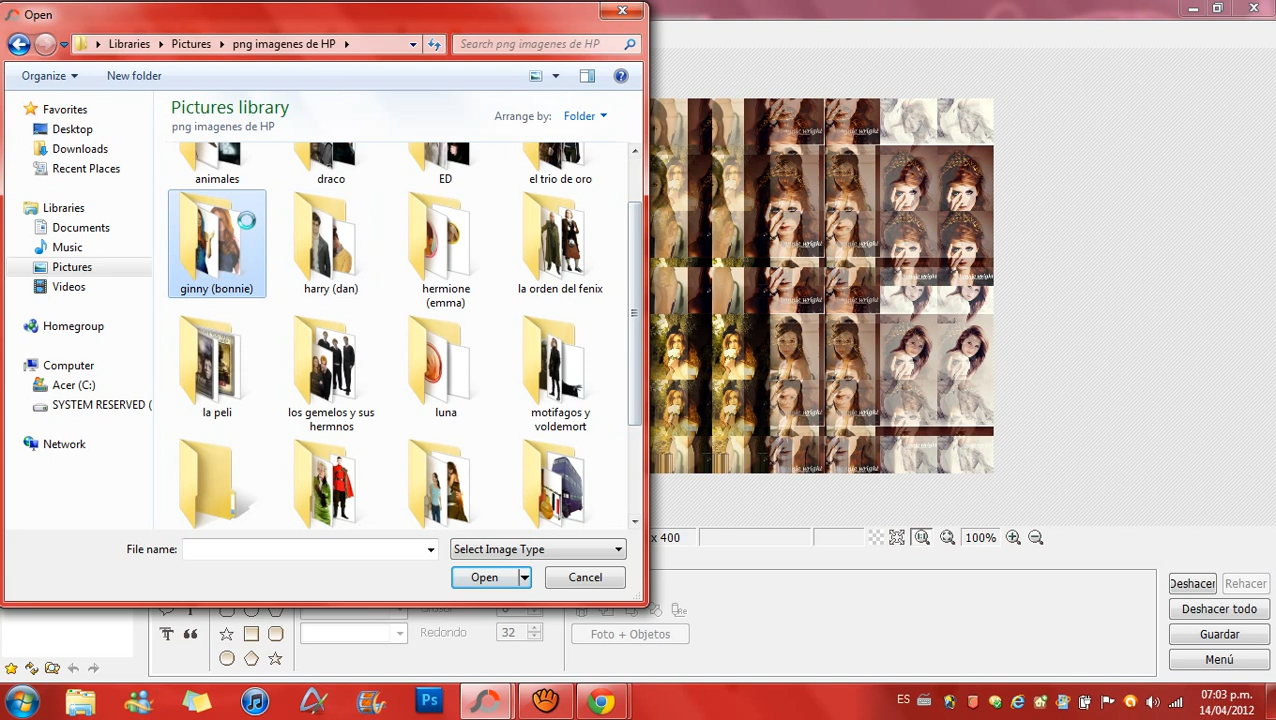 Open
Libraries
Pictures
png imagenes de HP
Search png imagenes de HP
Organize
New folder
Favorites
Desktop
Downloads
Recent Places
Libraries
Documents
Music
Pictures
Videos
Homegroup
Computer
Acer (C:)
SYSTEM RESERVED (
Network
Pictures library
png imagenes de HP
Arrange by:
Folder
animales
draco
ED
el trio de oro
ginny (bonnie)
harry (dan)
hermione
(emma)
la orden del fenix
la peli
los gemelos y sus
hermnos
luna
motifagos y
voldemort
File name:
Select Image Type
Open
Cancel
x 400
100%
Redondo
32
Foto + Objetos
Deshacer
Rehacer
Deshacer todo
Guardar
Menú
Ps
ES
07:03 p.m.
14/04/2012